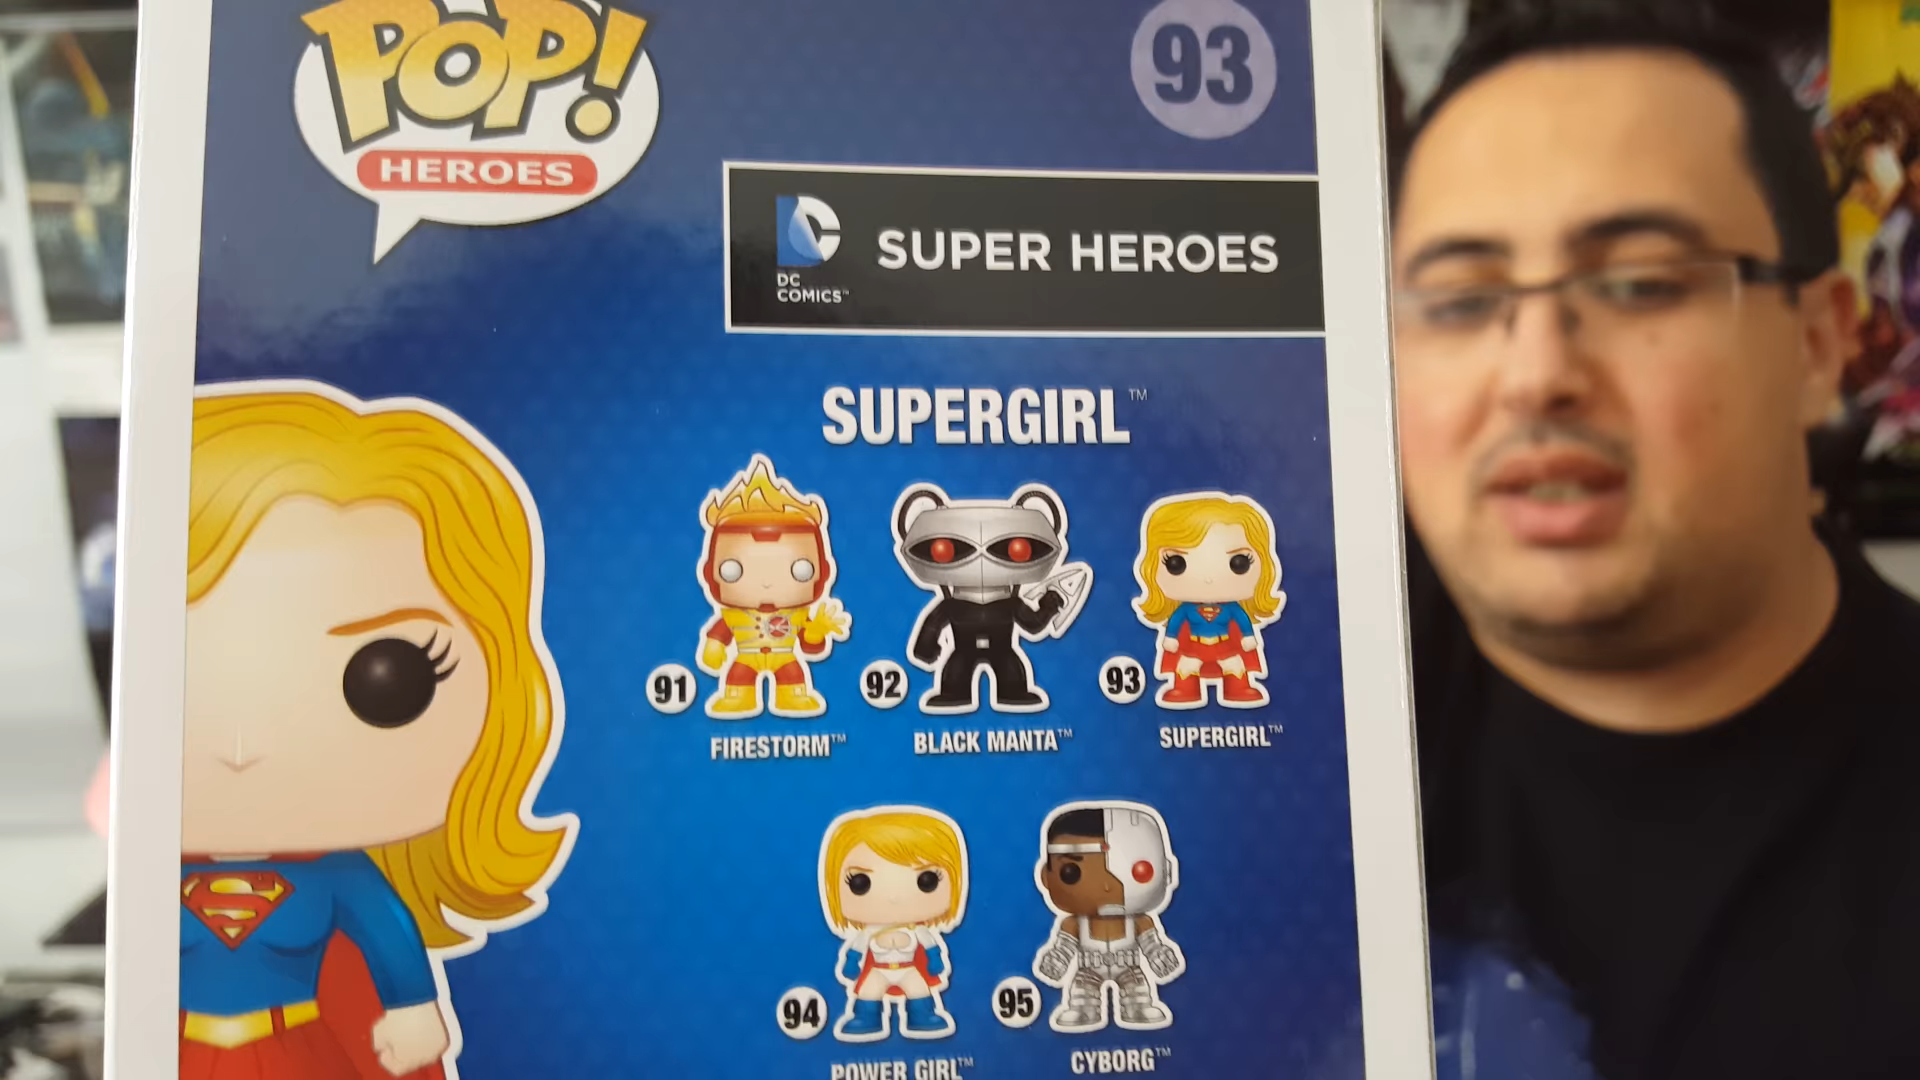 POP!
HEROES
93
DC
COMICS™
SUPER HEROES
SUPERGIRL™
91
92
93
FIRESTORM™
BLACK MANTA™
SUPERGIRL™
94
95
POWER GIRL™
CYBORG™